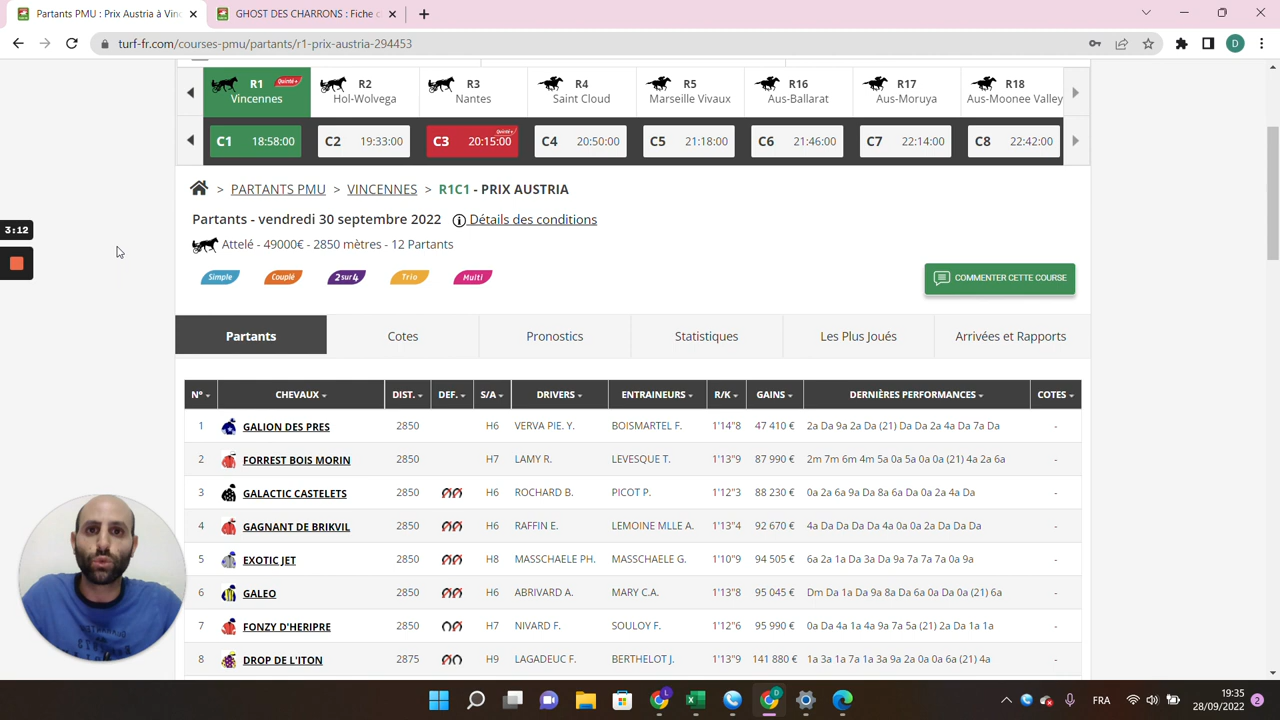 Partants PMU : Prix Austria à Vinc
GHOST DES CHARRONS : Fiche c
turf-fr.com/courses-pmu/partants/r1-prix-austria-294453
D
R1 Quinté+ R2 R3 R4 R5 R16 R17 R18
Vincennes Hol-Wolvega Nantes Saint Cloud Marseille Vivaux Aus-Ballarat Aus-Moruya Aus-Moonee Valley
Quinté+
C1 18:58:00 C2 19:33:00 C3 20:15:00 C4 20:50:00 C5 21:18:00 C6 21:46:00 C7 22:14:00 C8 22:42:00
> PARTANTS PMU > VINCENNES > R1C1 - PRIX AUSTRIA
Partants - vendredi 30 septembre 2022 Détails des conditions
3:12
Attelé - 49000€ - 2850 mètres - 12 Partants
Simple Couplé 2 sur 4 Trio Multi
COMMENTER CETTE COURSE
Partants Cotes Pronostics Statistiques Les Plus Joués Arrivées et Rapports
N° CHEVAUX DIST. DEF. S/A DRIVERS ENTRAINEURS R/K GAINS DERNIÈRES PERFORMANCES COTES
1 GALION DES PRES 2850 H6 VERVA PIE. Y. BOISMARTEL F. 1'14"8 47 410 € 2a Da 9a 2a Da (21) Da Da 2a 4a Da 7a Da -
2 FORREST BOIS MORIN 2850 H7 LAMY R. LEVESQUE T. 1'13"9 87 990 € 2m 7m 6m 4m 5a 0a 5a 0a 0a (21) 4a 2a 6a -
3 GALACTIC CASTELETS 2850 H6 ROCHARD B. PICOT P. 1'12"3 88 230 € 0a 2a 6a 9a Da 8a 6a Da 0a 2a 4a Da -
4 GAGNANT DE BRIKVIL 2850 H6 RAFFIN E. LEMOINE MLLE A. 1'13"4 92 670 € 4a Da Da Da Da 4a 0a 0a 2a Da Da Da -
5 EXOTIC JET 2850 H8 MASSCHAELE PH. MASSCHAELE G. 1'10"9 94 505 € 6a 2a 1a Da 3a Da 9a 7a 7a 7a 0a 9a -
6 GALEO 2850 H6 ABRIVARD A. MARY C.A. 1'13"8 95 045 € Dm Da 1a Da 9a 8a Da 6a 0a Da 0a (21) 6a -
7 FONZY D'HERIPRE 2850 H7 NIVARD F. SOULOY F. 1'12"6 95 990 € 0a Da 4a 1a 4a 9a 7a 5a (21) 2a Da 1a 1a -
8 DROP DE L'ITON 2875 H9 LAGADEUC F. BERTHELOT J. 1'13"9 141 880 € 1a 3a 1a 7a 1a 3a 9a 2a 0a 0a 6a (21) 4a -
L D FRA 19:35
28/09/2022 2